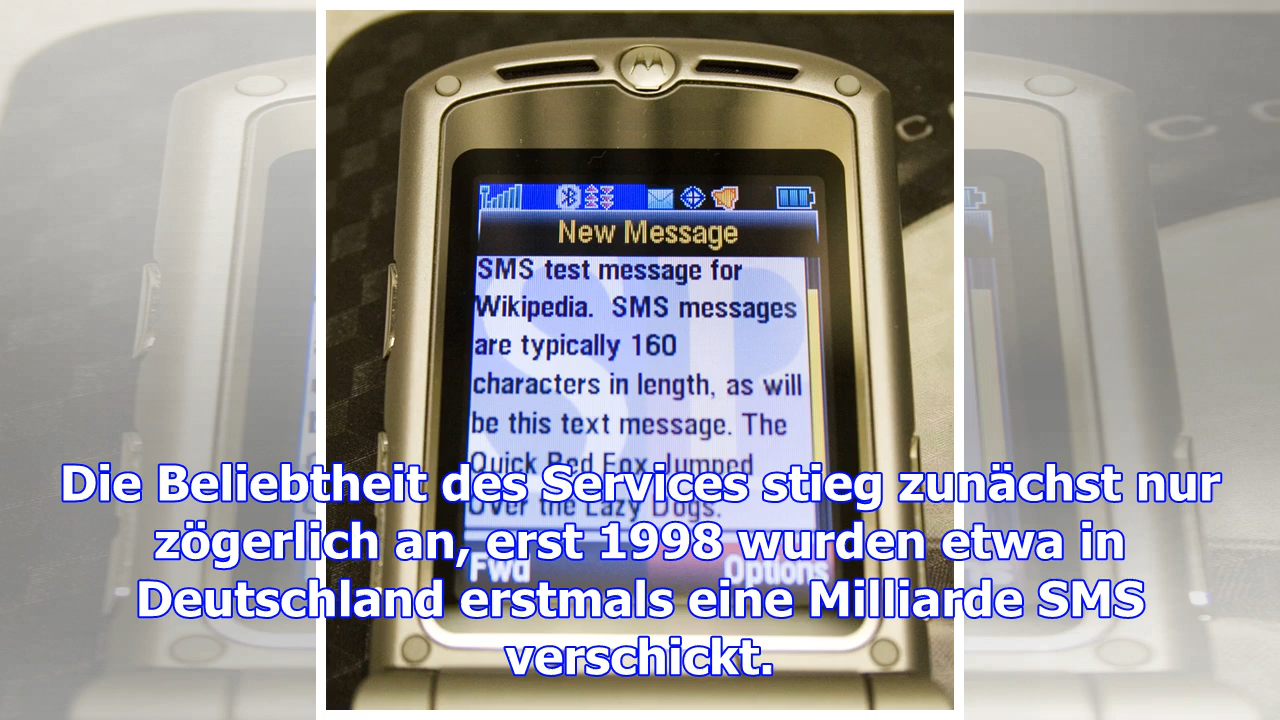 New Message
SMS test message for
Wikipedia. SMS messages
are typically 160
characters in length, as will
be this text message. The
Quick Red Fox Jumped
Over the Lazy Dogs.
Fwd Options
Die Beliebtheit des Services stieg zunächst nur
zögerlich an, erst 1998 wurden etwa in
Deutschland erstmals eine Milliarde SMS
verschickt.